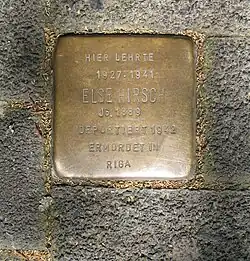 HIER LEHRTE
1927-1941
ELSE HIRSCH
JG. 1889
DEPORTIERT 1942
ERMORDET IN
RIGA